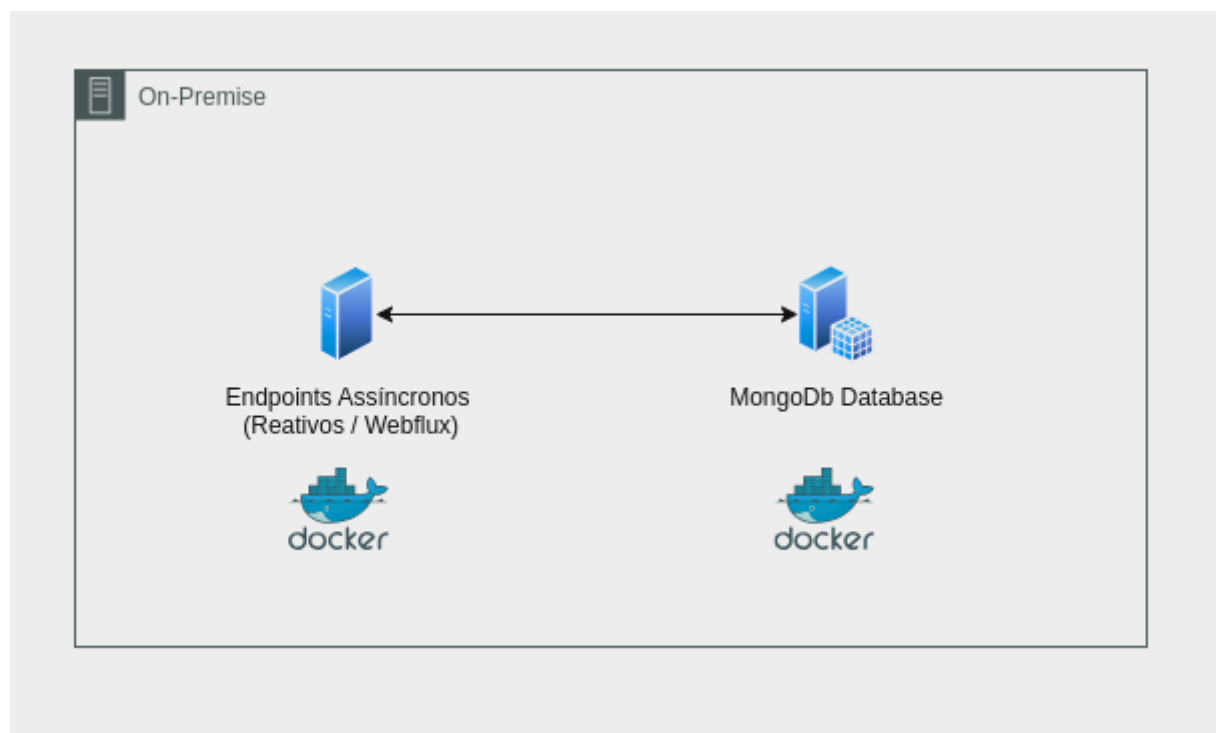 On-Premise
Endpoints Assíncronos
(Reativos / Webflux)
MongoDb Database
docker
docker